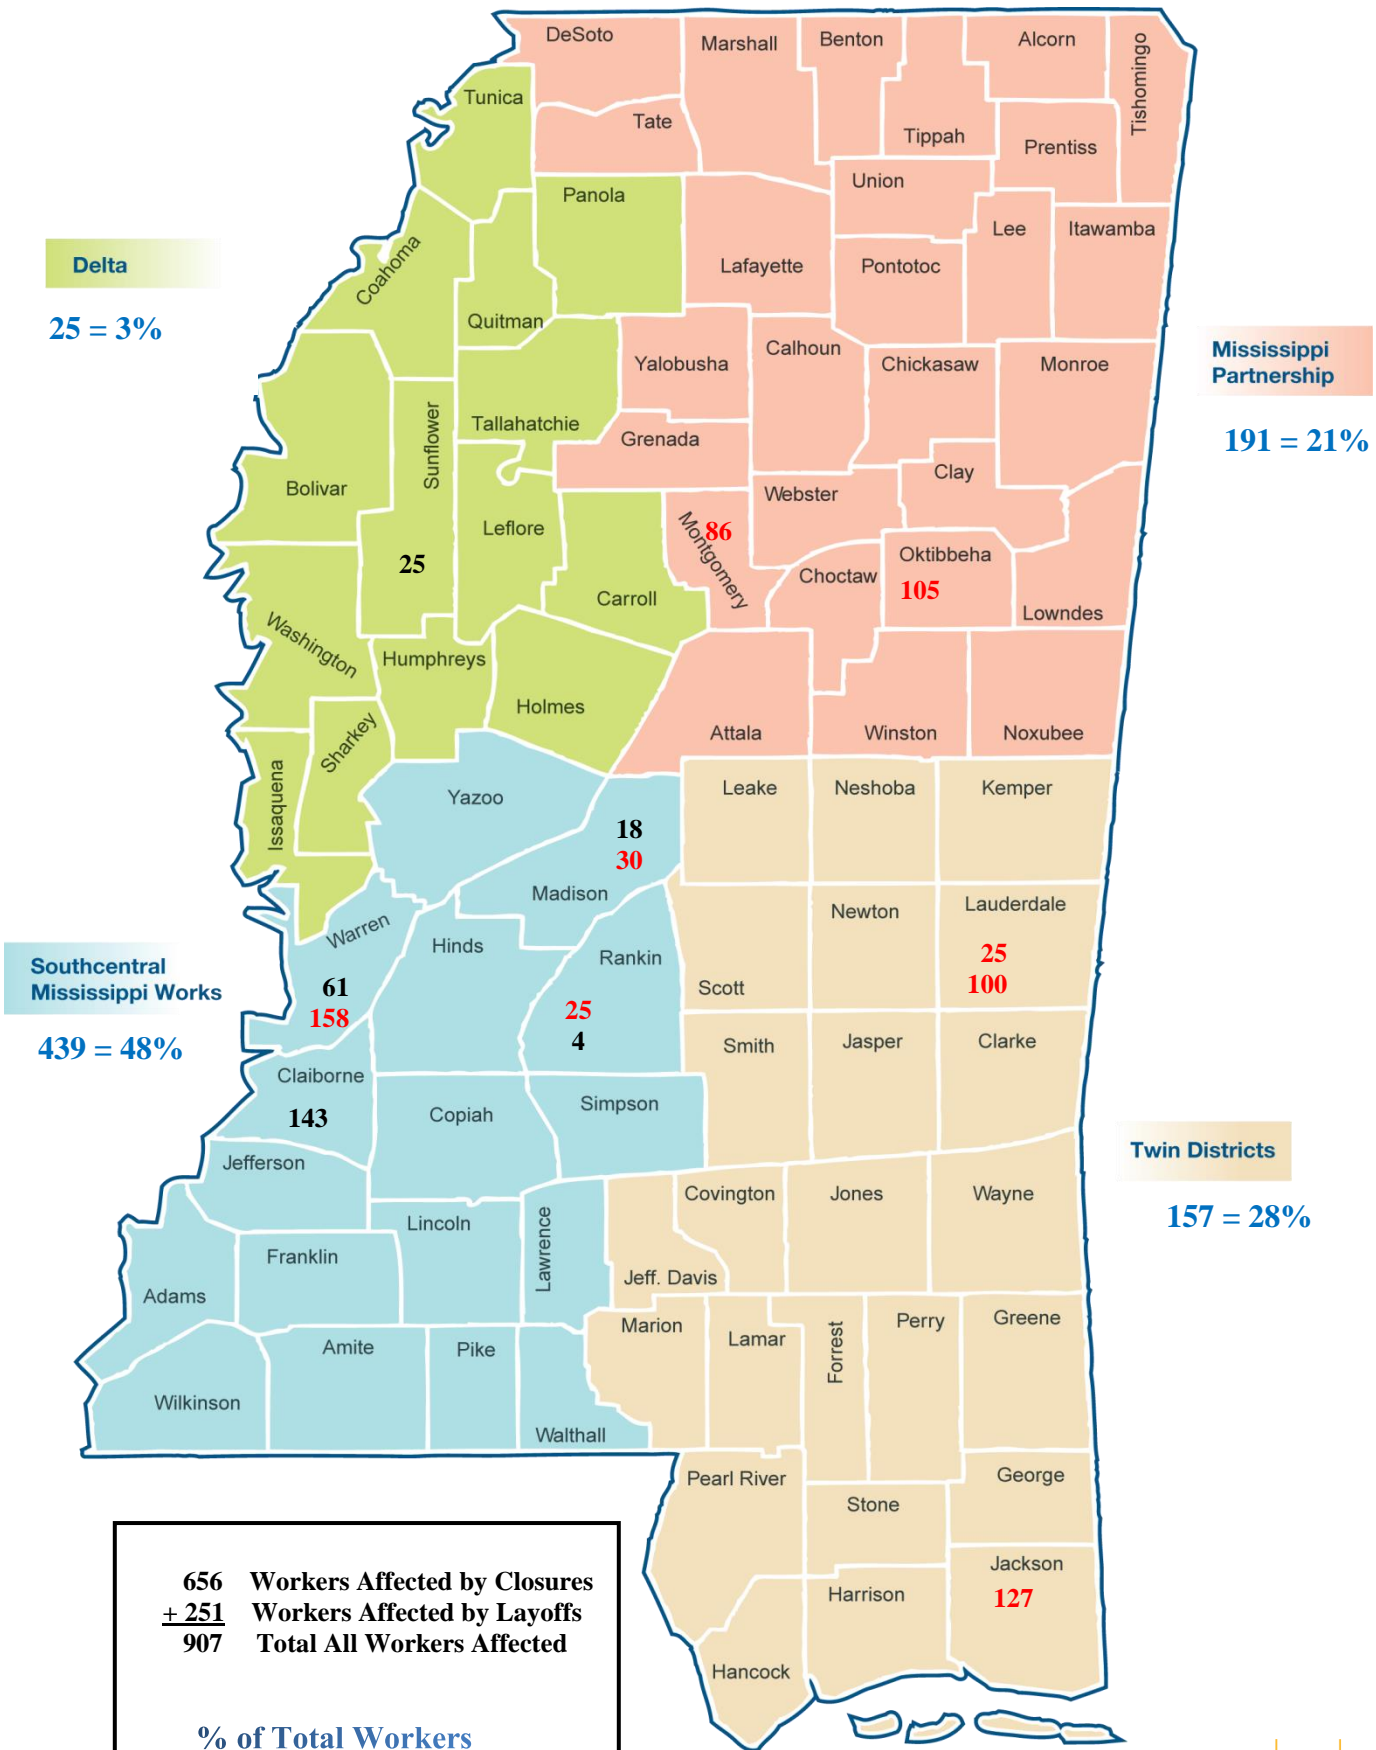 DeSoto
Marshall
Benton
Alcorn
Tishomingo
Tunica
Tate
Tippah
Prentiss
Panola
Union
Lee
Itawamba
Coahoma
Lafayette
Pontotoc
Delta
25 = 3%
Quitman
Yalobusha
Calhoun
Chickasaw
Monroe
Mississippi
Partnership
191 = 21%
Sunflower
Tallahatchie
Grenada
Bolivar
Clay
Webster
Leflore
Montgomery
86
25
Oktibbeha
105
Choctaw
Carroll
Lowndes
Washington
Humphreys
Holmes
Sharkey
Attala
Winston
Noxubee
Issaquena
Yazoo
Leake
Neshoba
Kemper
18
30
Madison
Newton
Lauderdale
25
100
Warren
Hinds
Rankin
Scott
Southcentral
Mississippi Works
439 = 48%
61
158
25
4
Smith
Jasper
Clarke
Claiborne
143
Copiah
Simpson
Twin Districts
157 = 28%
Jefferson
Covington
Jones
Wayne
Lincoln
Lawrence
Franklin
Jeff. Davis
Adams
Marion
Lamar
Forrest
Perry
Greene
Amite
Pike
Wilkinson
Walthall
Pearl River
George
Stone
Jackson
127
Harrison
Hancock
656 Workers Affected by Closures
+ 251 Workers Affected by Layoffs
907 Total All Workers Affected
% of Total Workers